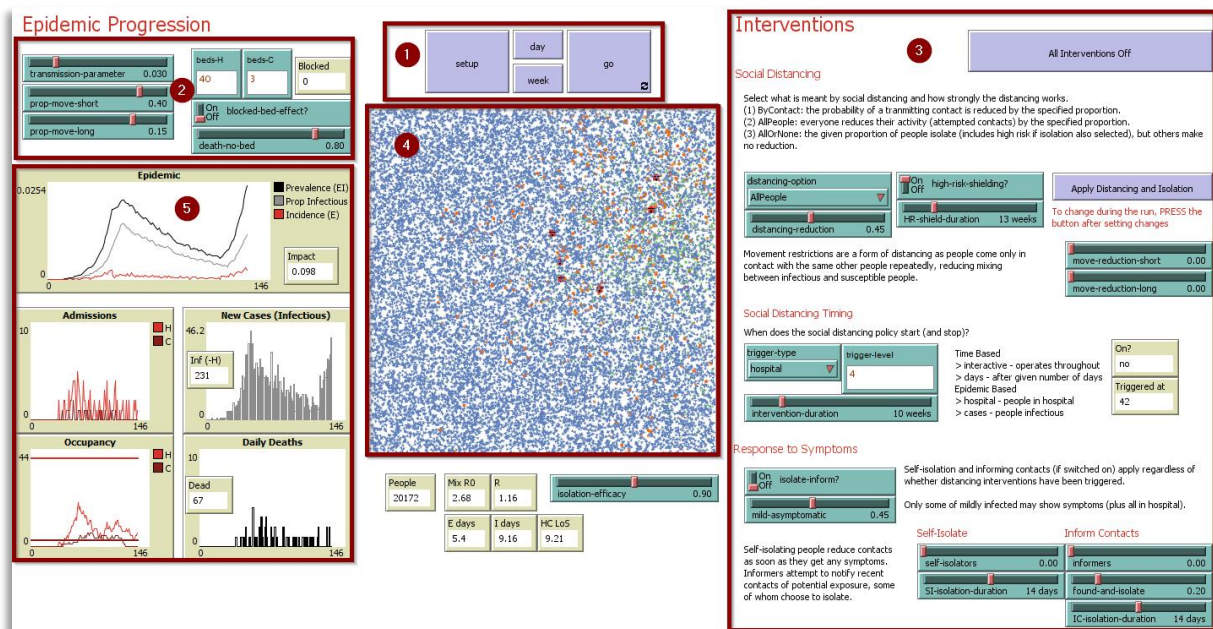 Epidemic Progression
transmission-parameter 0.030
prop-move-short 0.40
prop-move-long 0.15
2
beds-H
40
beds-C
3
Blocked
0
On
Off
blocked-bed-effect?
death-no-bed 0.80
Epidemic
0.0254
0
0 146
5
Prevalence (EI)
Prop Infectious
Incidence (E)
Impact
0.098
Admissions
10
0
0 146
H
C
New Cases (Infectious)
46.2
0
0 146
Inf (-H)
231
Occupancy
44
0
0 146
H
C
Daily Deaths
10
0
0 146
Dead
67
1
setup
day
week
go
4
People
20172
Mix R0
2.68
R
1.16
E days
5.4
I days
9.16
HC LoS
9.21
isolation-efficacy 0.90
Interventions
3
All Interventions Off
Social Distancing
Select what is meant by social distancing and how strongly the distancing works.
(1) ByContact: the probability of a tranmitting contact is reduced by the specified proportion.
(2) AllPeople: everyone reduces their activity (attempted contacts) by the specified proportion.
(3) AllOrNone: the given proportion of people isolate (includes high risk if isolation also selected), but others make
no reduction.
distancing-option
AllPeople
distancing-reduction 0.45
On
Off
high-risk-shielding?
HR-shield-duration 13 weeks
Apply Distancing and Isolation
To change during the run, PRESS the
button after setting changes
Movement restrictions are a form of distancing as people come only in
contact with the same other people repeatedly, reducing mixing
between infectious and susceptible people.
move-reduction-short 0.00
move-reduction-long 0.00
Social Distancing Timing
When does the social distancing policy start (and stop)?
trigger-type
hospital
trigger-level
4
intervention-duration 10 weeks
Time Based
> interactive - operates throughout
> days - after given number of days
Epidemic Based
> hospital - people in hospital
> cases - people infectious
On?
no
Triggered at
42
Response to Symptoms
On
Off
isolate-inform?
mild-asymptomatic 0.45
Self-isolation and informing contacts (if switched on) apply regardless of
whether distancing interventions have been triggered.
Only some of mildly infected may show symptoms (plus all in hospital).
Self-isolating people reduce contacts
as soon as they get any symptoms.
Informers attempt to notify recent
contacts of potential exposure, some
of whom choose to isolate.
Self-Isolate
self-isolators 0.00
SI-isolation-duration 14 days
Inform Contacts
informers 0.00
found-and-isolate 0.20
IC-isolation-duration 14 days